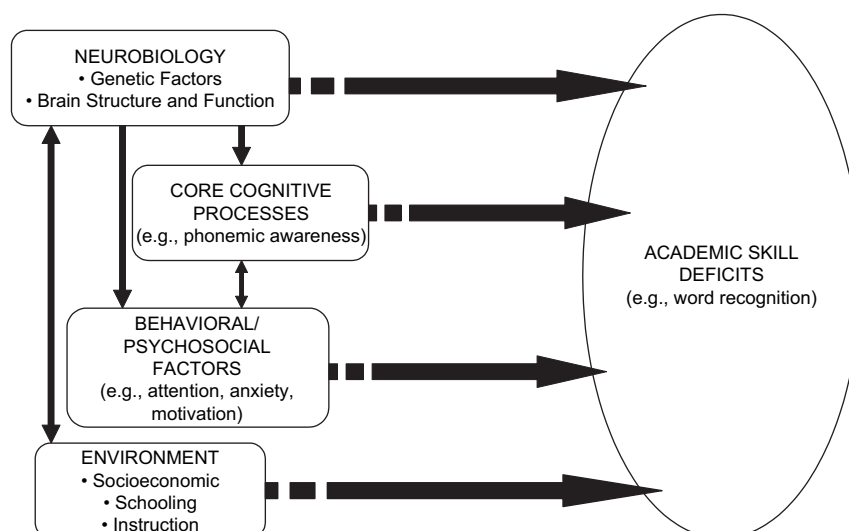 NEUROBIOLOGY
• Genetic Factors
• Brain Structure and Function
CORE COGNITIVE
PROCESSES
(e.g., phonemic awareness)
BEHAVIORAL/
PSYCHOSOCIAL
FACTORS
(e.g., attention, anxiety,
motivation)
ENVIRONMENT
• Socioeconomic
• Schooling
• Instruction
ACADEMIC SKILL
DEFICITS
(e.g., word recognition)